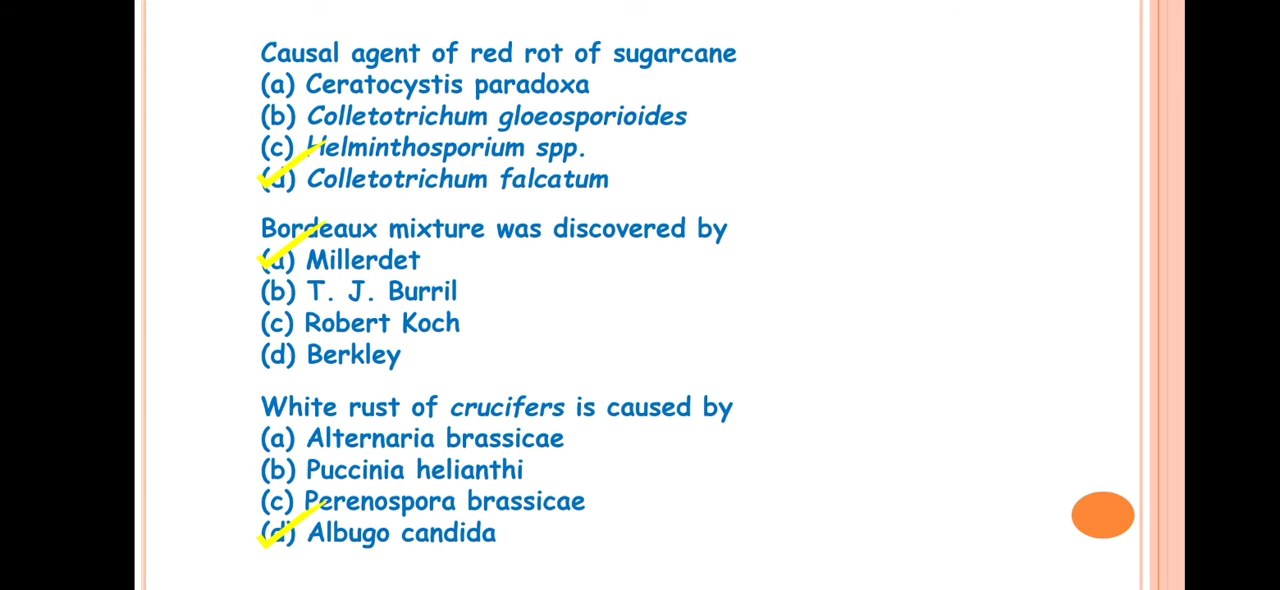 Causal agent of red rot of sugarcane
(a) Ceratocystis paradoxa
(b) Colletotrichum gloeosporioides
(c) Helminthosporium spp.
(d) Colletotrichum falcatum
Bordeaux mixture was discovered by
(a) Millerdet
(b) T. J. Burril
(c) Robert Koch
(d) Berkley
White rust of crucifers is caused by
(a) Alternaria brassicae
(b) Puccinia helianthi
(c) Perenospora brassicae
(d) Albugo candida